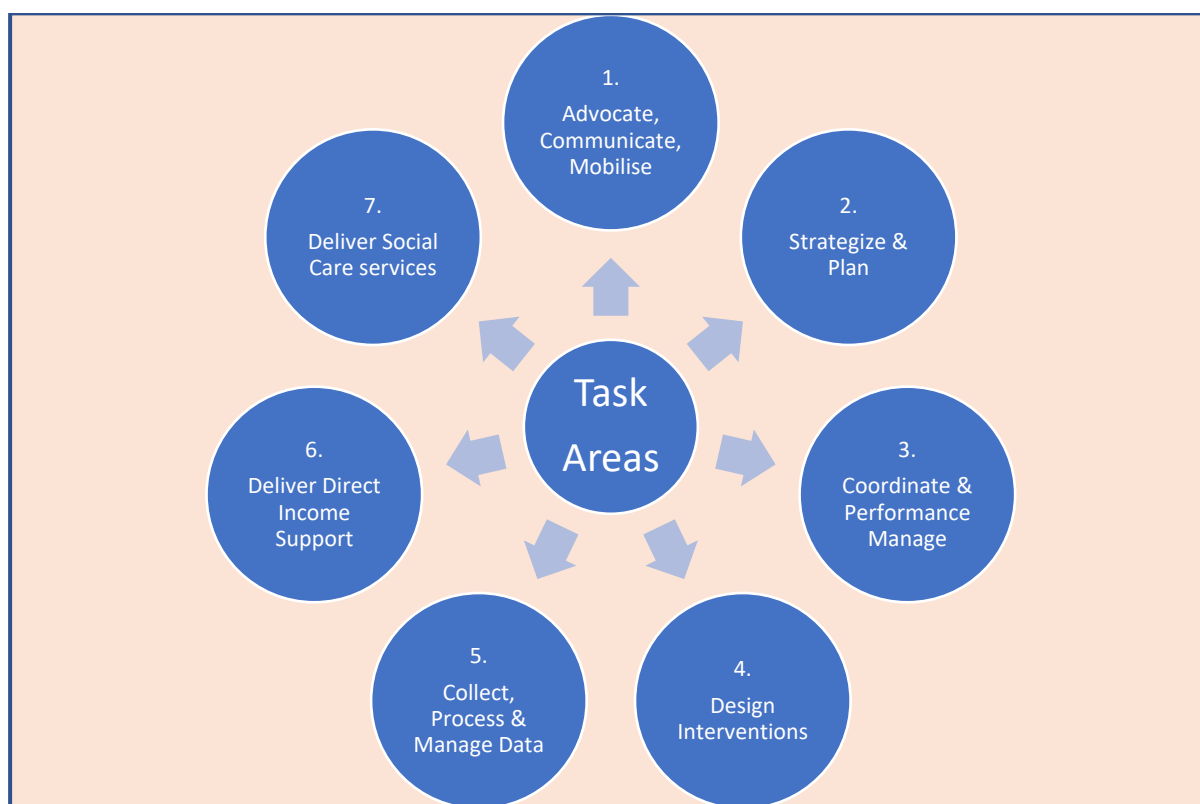 1.
Advocate,
Communicate,
Mobilise
2.
Strategize &
Plan
3.
Coordinate &
Performance
Manage
4.
Design
Interventions
5.
Collect,
Process &
Manage Data
6.
Deliver Direct
Income
Support
7.
Deliver Social
Care services
Task
Areas